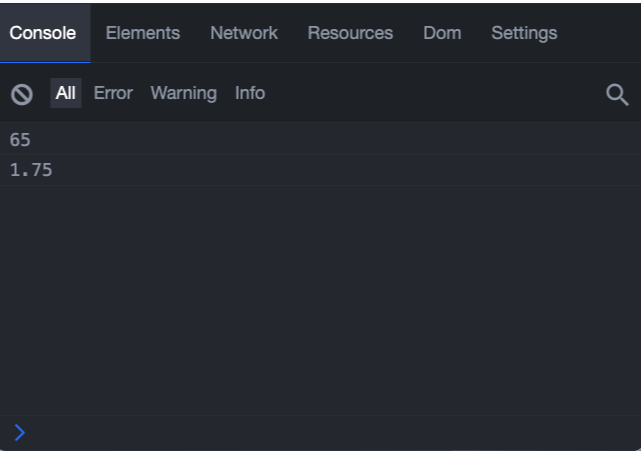 Console Elements Network Resources Dom Settings
All Error Warning Info
65
1.75